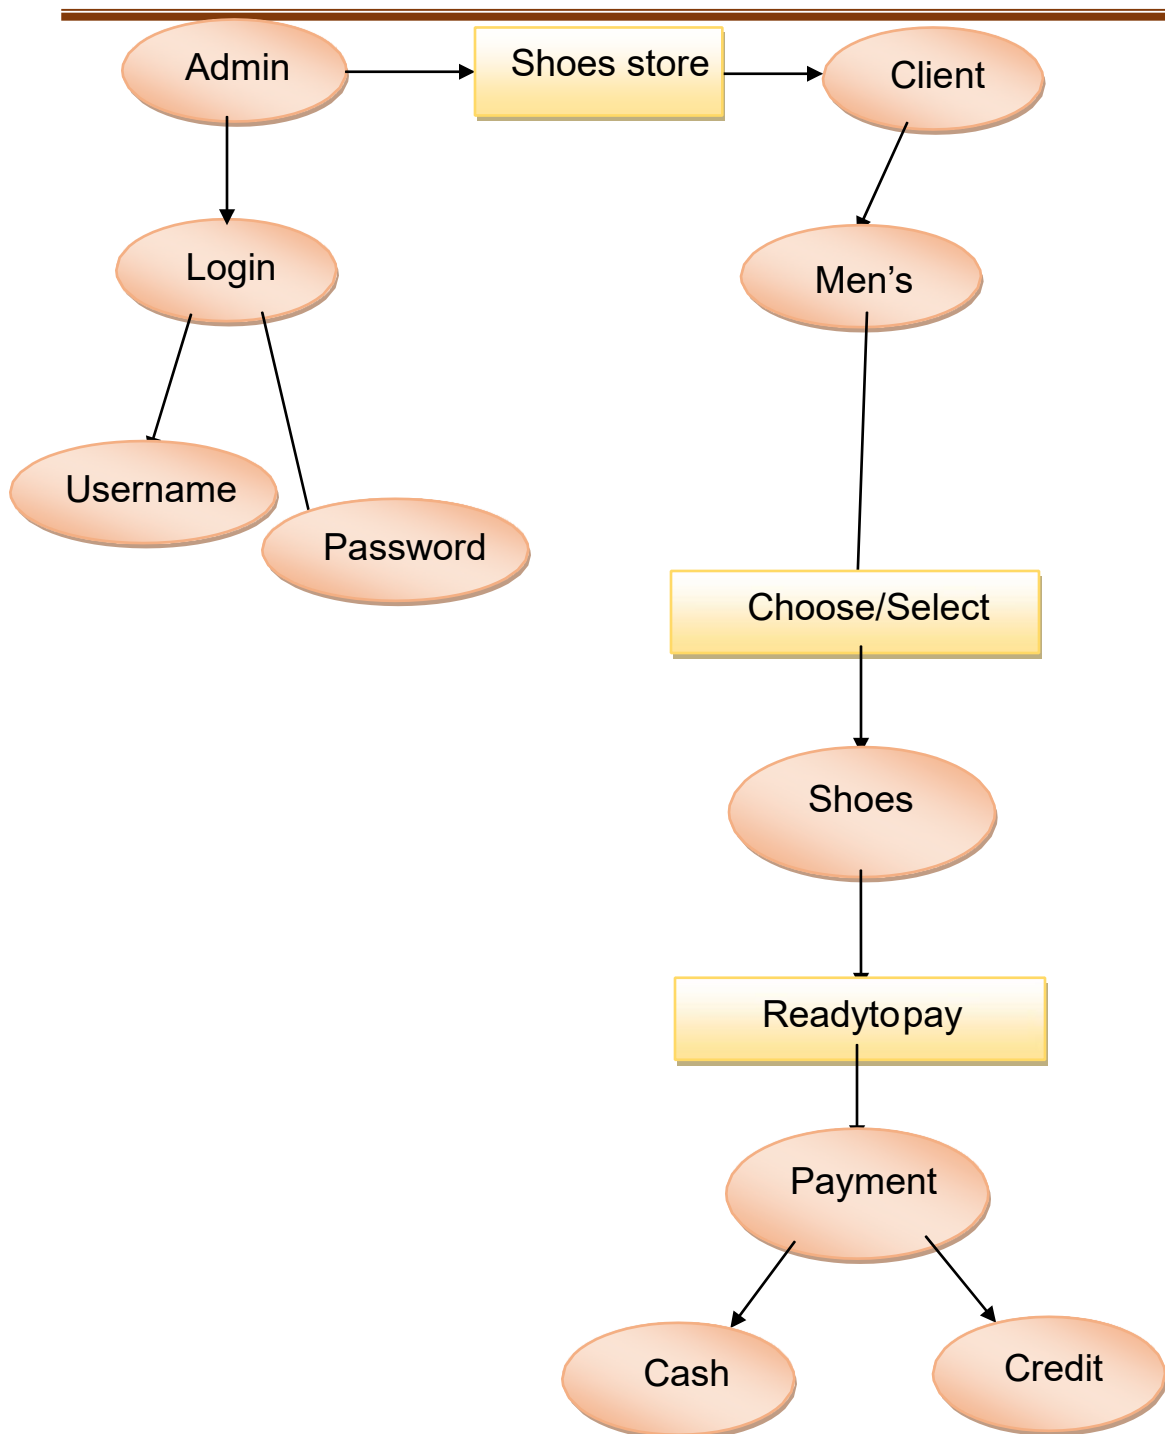 Admin
Shoes store
Client
Login
Men's
Username
Password
Choose/Select
Shoes
Readytopay
Payment
Cash
Credit